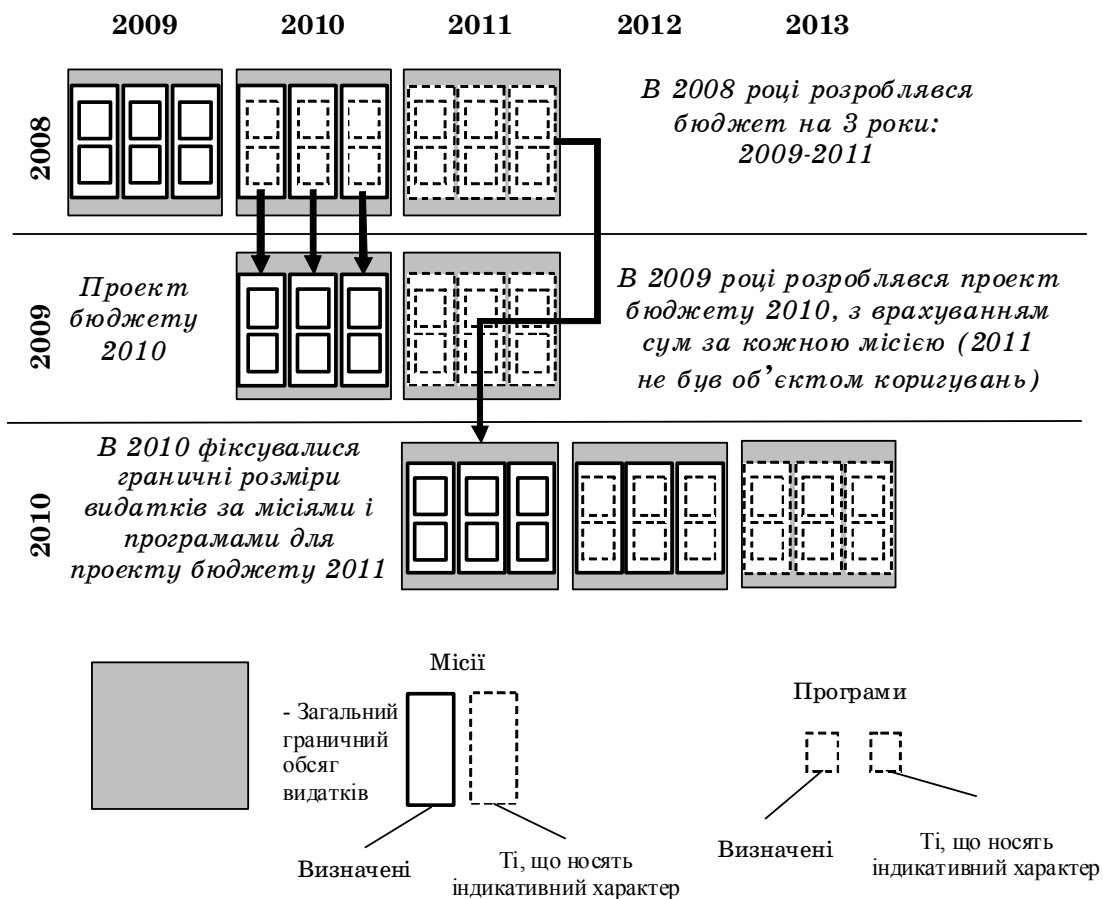 2009 2010 2011 2012 2013
2008
В 2008 році розроблявся
бюджет на 3 роки:
2009-2011
2009
Проект
бюджету
2010
В 2009 році розроблявся проект
бюджету 2010, з врахуванням
сум за кожною місією (2011
не був об’єктом коригувань)
2010
В 2010 фіксувалися
граничні розміри
видатків за місіями і
програмами для
проекту бюджету 2011
- Загальний
граничний
обсяг
видатків
Місії
Визначені
Ті, що носять
індикативний характер
Програми
Визначені
Ті, що носять
індикативний характер